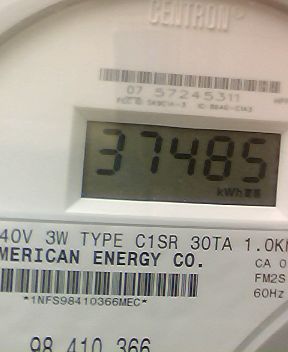 CENTRON®
07 57245311
37485
kWh
40V 3W TYPE C1SR 30TA 1.0K
MERICAN ENERGY CO.
CA 0
FM2S
60Hz
*1NFS98410366MEC*
98 410 366